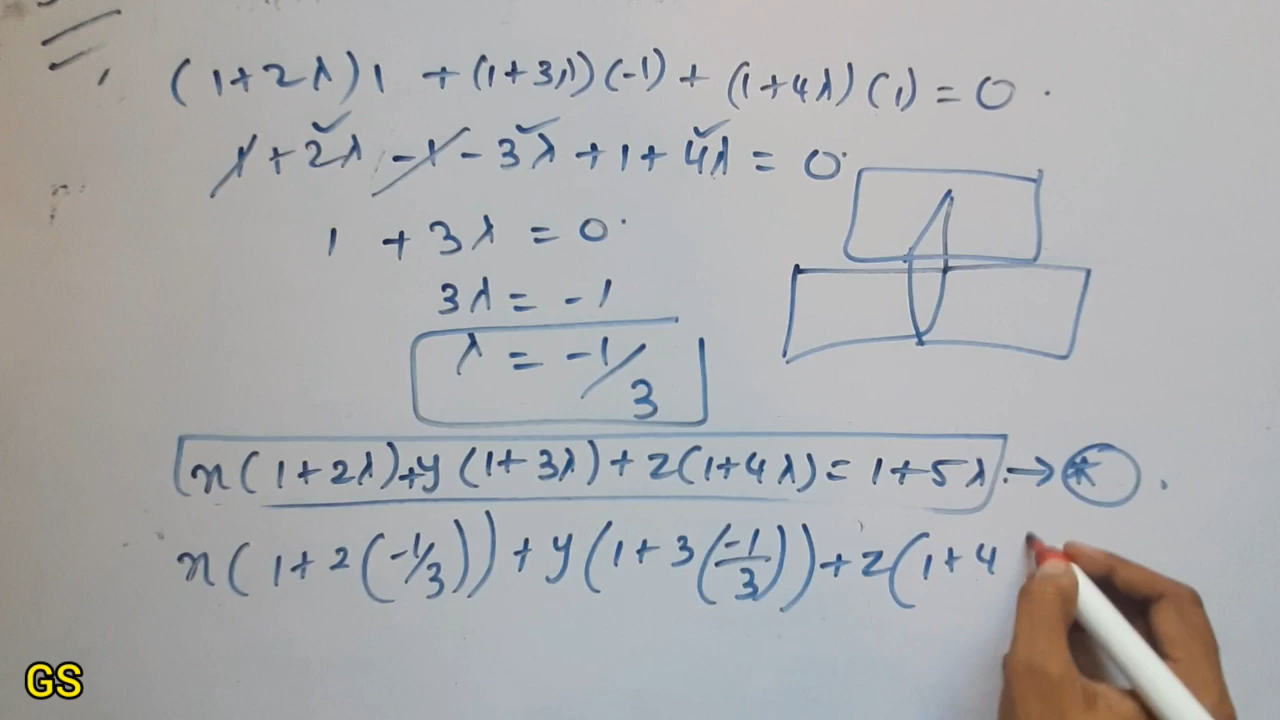 (1+2λ)1 + (1+3λ)(-1) + (1+4λ)(1) = 0.
1+2λ -1 -3λ +1+4λ = 0.
1 + 3λ = 0.
3λ = -1
λ = -1/3
x(1+2λ)+y(1+3λ)+z(1+4λ) = 1+5λ. → *.
x(1+2(-1/3))+y(1+3(-1/3))+z(1+4
GS